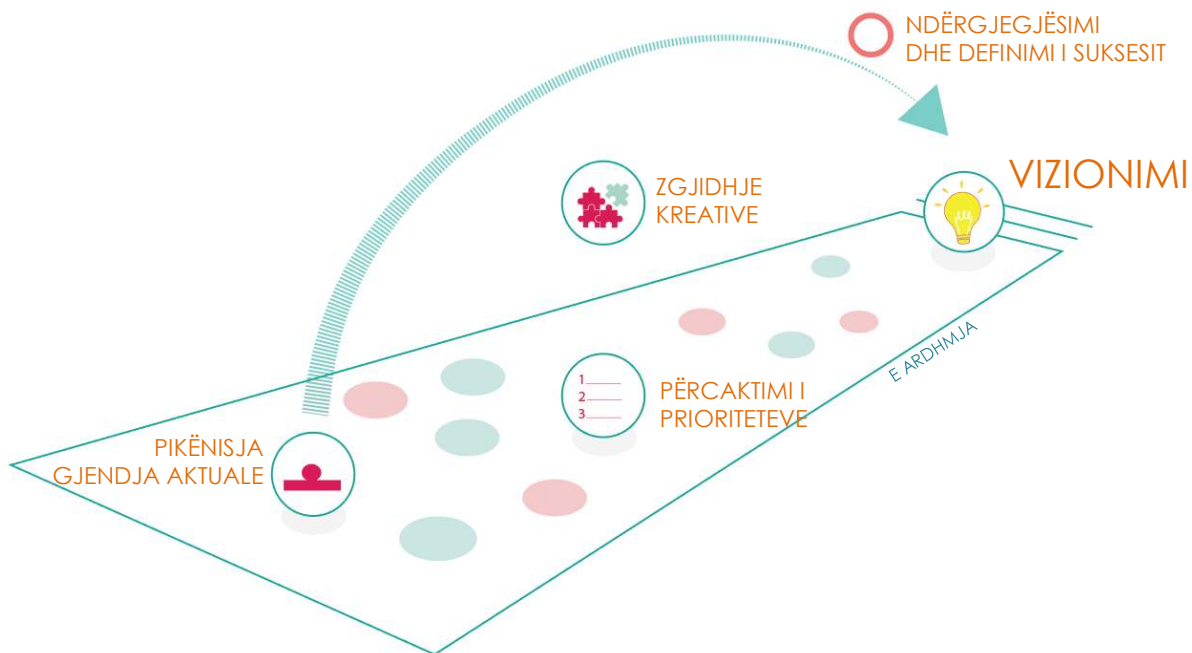 NDËRGJEGJËSIMI
DHE DEFINIMI I SUKSESIT
VIZIONIMI
ZGJIDHJE
KREATIVE
E ARDHMJA
1
2
3
PËRCAKTIMI I
PRIORITETEVE
PIKËNISJA
GJENDJA AKTUALE